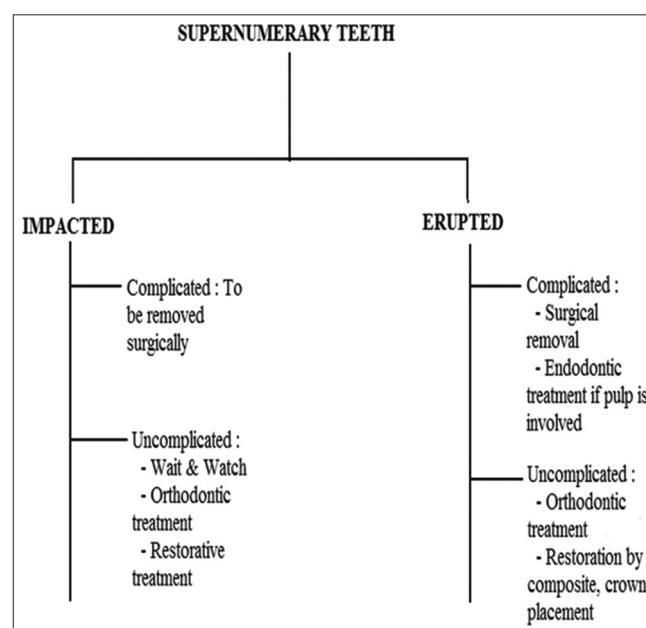 SUPERNUMERARY TEETH
IMPACTED
Complicated : To
be removed
surgically
Uncomplicated :
- Wait & Watch
- Orthodontic
treatment
- Restorative
treatment
ERUPTED
Complicated :
- Surgical
removal
- Endodontic
treatment if pulp is
involved
Uncomplicated :
- Orthodontic
treatment
- Restoration by
composite, crown
placement